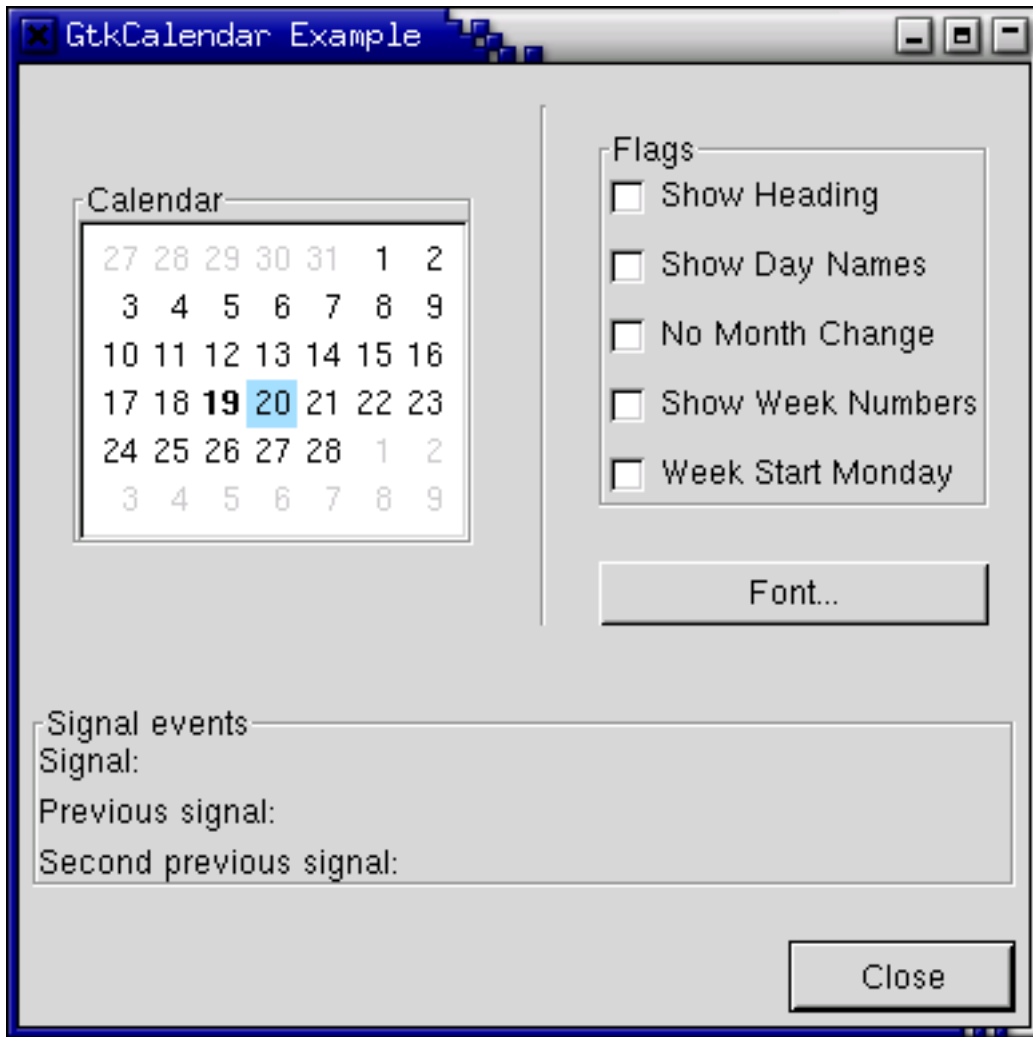 GtkCalendar Example
Calendar
27 28 29 30 31 1 2
3 4 5 6 7 8 9
10 11 12 13 14 15 16
17 18 19 20 21 22 23
24 25 26 27 28 1 2
3 4 5 6 7 8 9
Flags
Show Heading
Show Day Names
No Month Change
Show Week Numbers
Week Start Monday
Font...
Signal events
Signal:
Previous signal:
Second previous signal:
Close